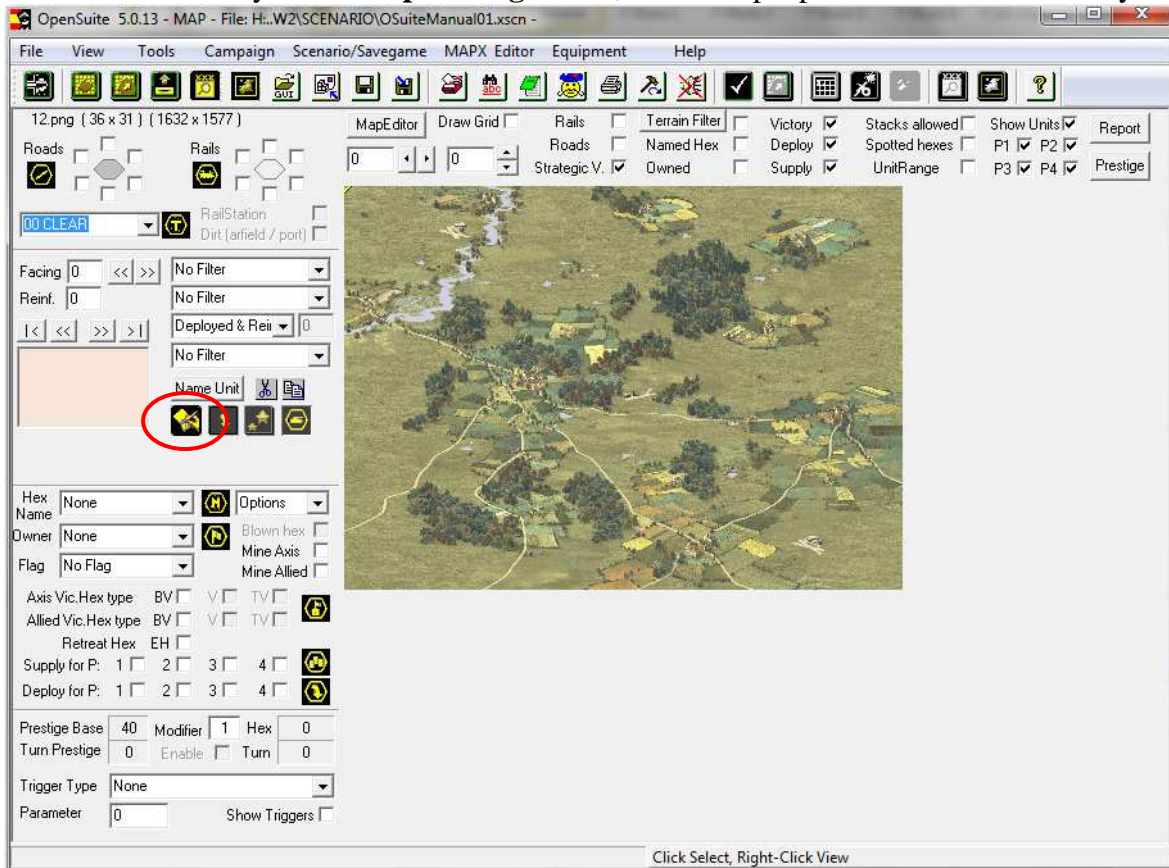 OpenSuite 5.0.13 - MAP - File: H:..W2\SCENARIO\OSuiteManual01.xscn -
File View Tools Campaign Scenario/Savegame MAPX Editor Equipment Help
GUI abc
12.png ( 36 x 31 ) ( 1632 x 1577 )
MapEditor Draw Grid Rails Terrain Filter Victory Stacks allowed Show Units Report
Roads Rails
Roads Named Hex Deploy Spotted hexes P1 P2
0 0 Strategic V. Owned Supply UnitRange P3 P4 Prestige
00 CLEAR T RailStation
Dirt (arfield / port)
Facing 0 << >> No Filter
Reinf. 0 No Filter
|< << >> >| Deployed & Rei 0
No Filter
Name Unit
Hex Name None N Options
Owner None Blown hex
Mine Axis
Flag No Flag Mine Allied
Axis Vic.Hex type BV V TV
Allied Vic.Hex type BV V TV
Retreat Hex EH
Supply for P: 1 2 3 4
Deploy for P: 1 2 3 4
Prestige Base 40 Modifier 1 Hex 0
Turn Prestige 0 Enable Turn 0
Trigger Type None
Parameter 0 Show Triggers
Click Select, Right-Click View